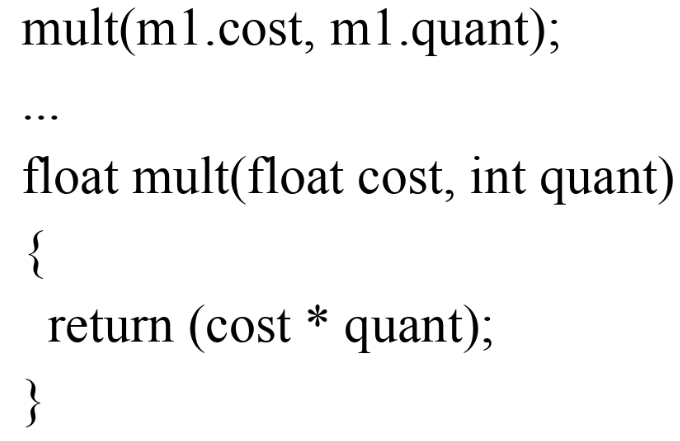 mult(m1.cost, m1.quant);
...
float mult(float cost, int quant)
{
return (cost * quant);
}